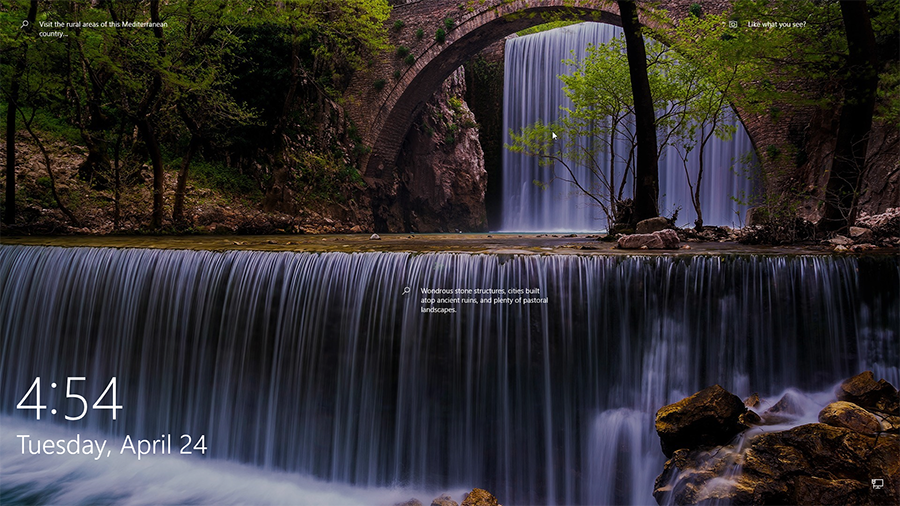 Visit the rural areas of this Mediterranean
country...
Like what you see?
Wondrous stone structures, cities built
atop ancient ruins, and plenty of pastoral
landscapes.
4:54
Tuesday, April 24